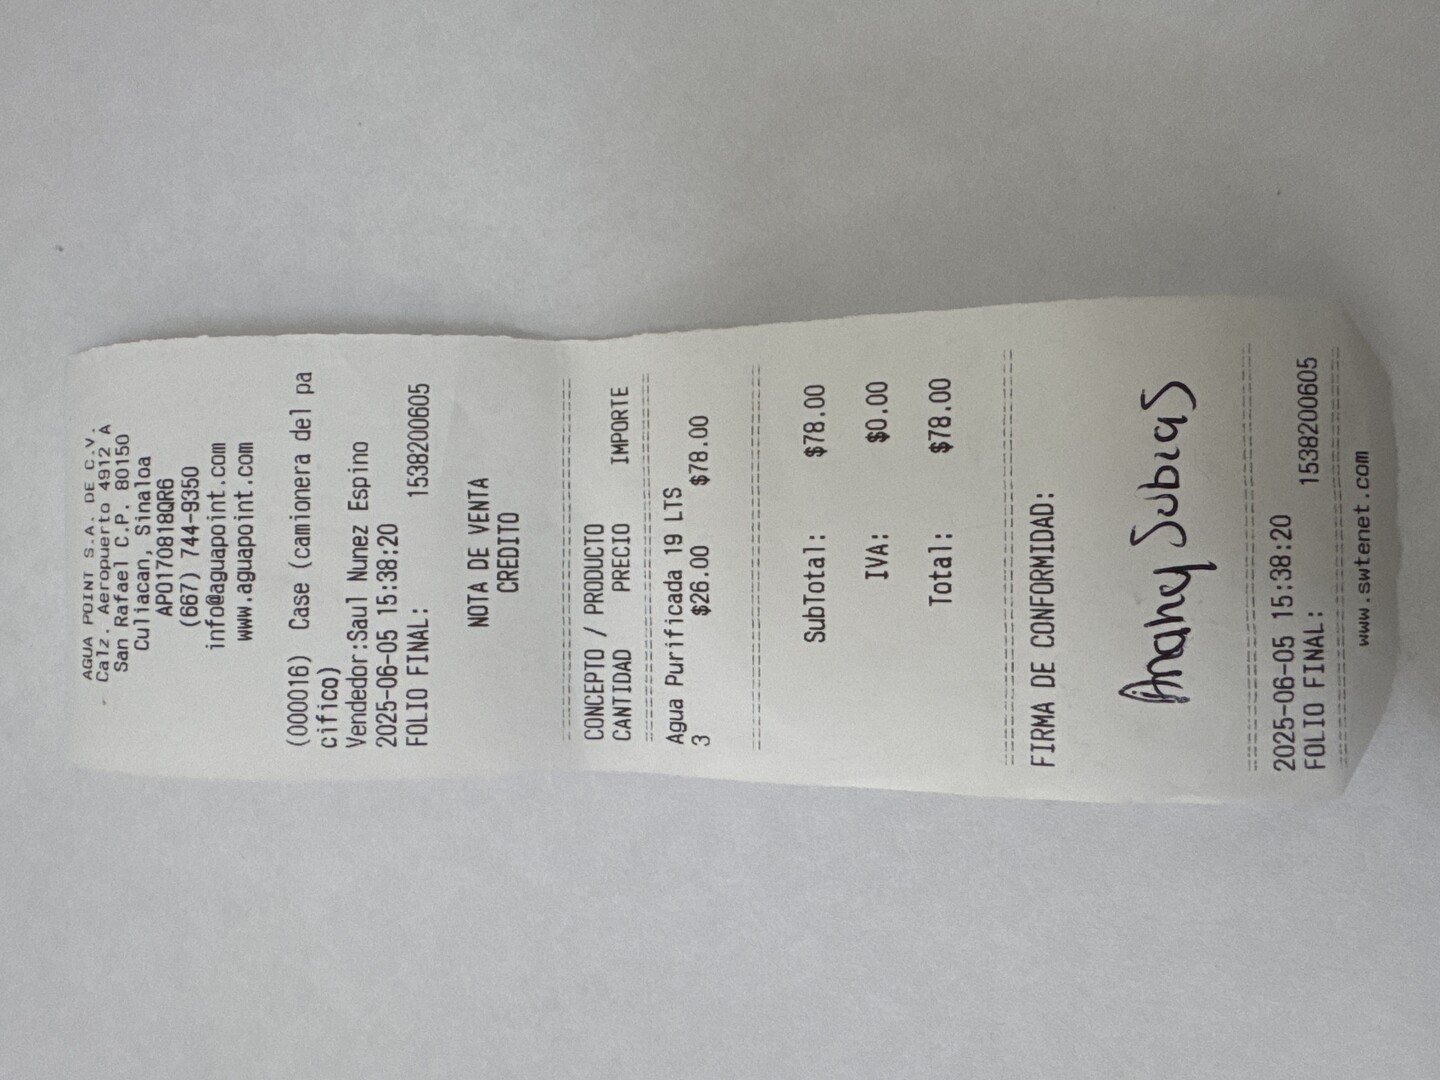 AGUA POINT S.A. DE C.V.
Calz. Aeropuerto 4912 A
San Rafael C.P. 80150
Culiacan, Sinaloa
APO170818QR6
(667) 744-9350
info@aguapoint.com
www.aguapoint.com
(000016) Case (camionera del pa
cifico)
Vendedor:Saul Nunez Espino
2025-06-05 15:38:20
FOLIO FINAL: 1538200605
NOTA DE VENTA
CREDITO
CONCEPTO / PRODUCTO
CANTIDAD PRECIO IMPORTE
Agua Purificada 19 LTS
3 $26.00 $78.00
SubTotal: $78.00
IVA: $0.00
Total: $78.00
FIRMA DE CONFORMIDAD:
Anahy Subias
2025-06-05 15:38:20
FOLIO FINAL: 1538200605
www.swtenet.com